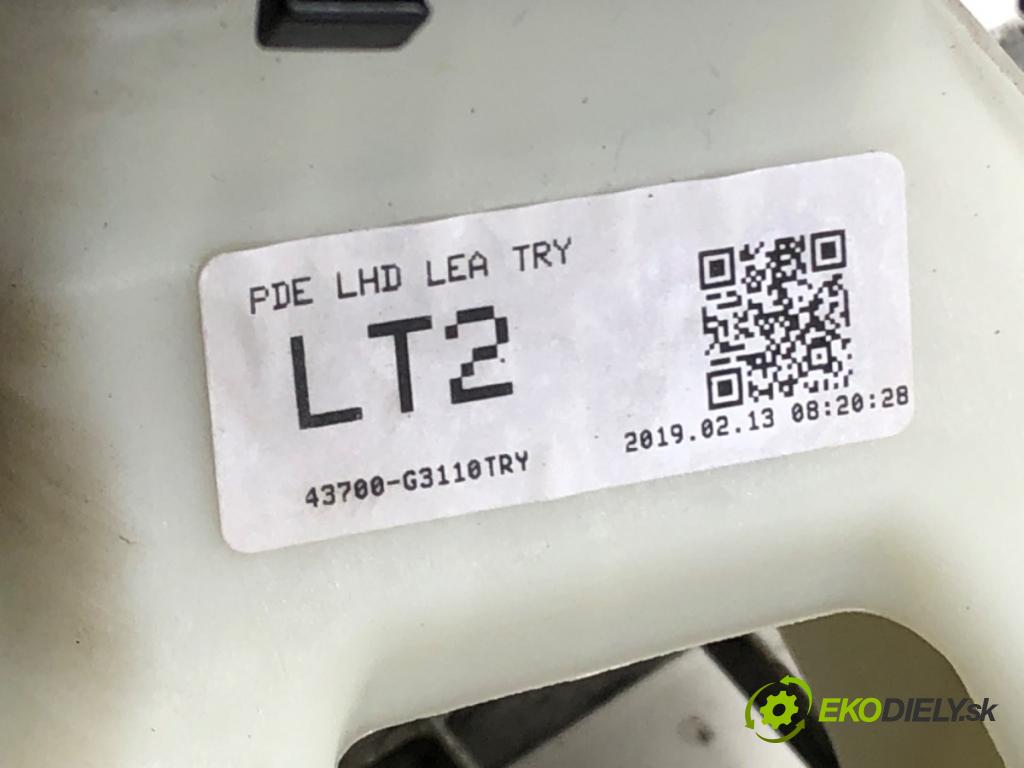 PDE LHD LEA TRY
LT2
43700-G3110TRY
2019.02.13 08:20:28
EKODIELY.sk